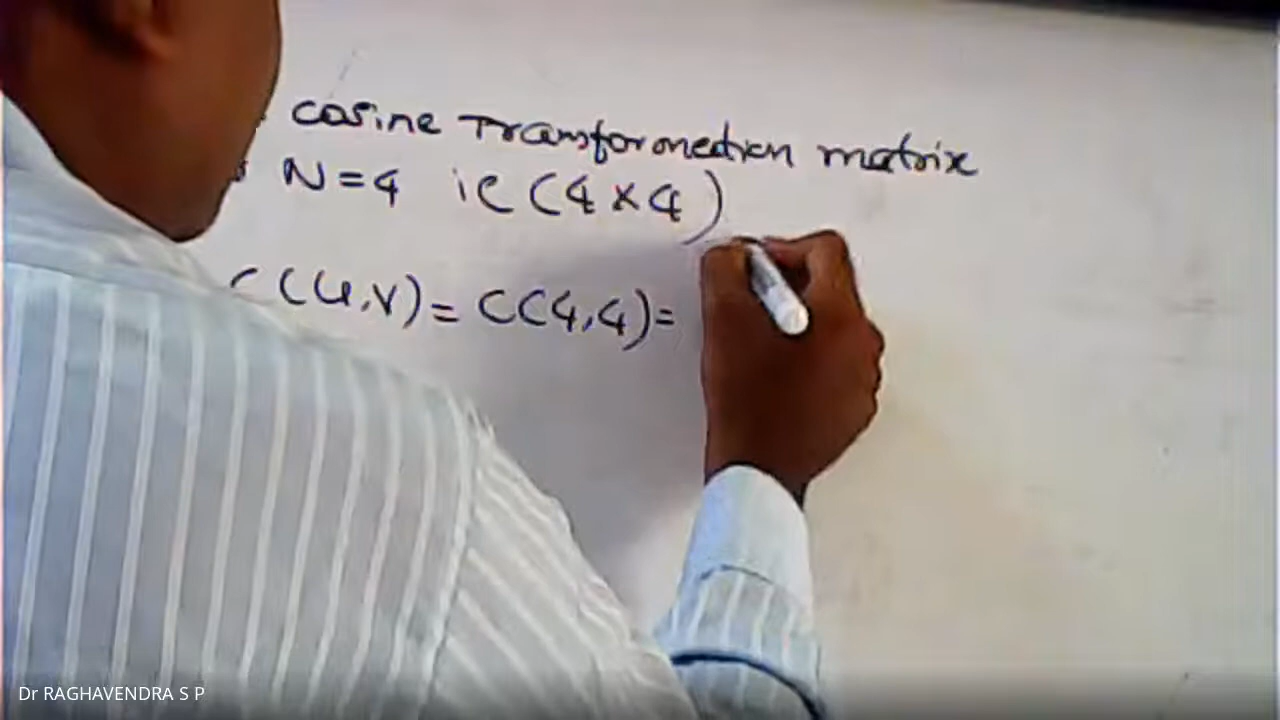 cosine Transformation matrix
N=4 ie (4×4)
C(u,v)= C(4,4)=
Dr RAGHAVENDRA S P